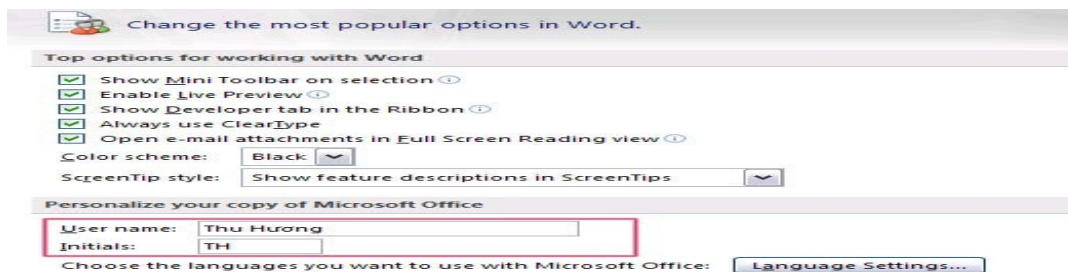 Change the most popular options in Word.
Top options for working with Word
Show Mini Toolbar on selection
Enable Live Preview
Show Developer tab in the Ribbon
Always use ClearType
Open e-mail attachments in Full Screen Reading view
Color scheme: Black
ScreenTip style: Show feature descriptions in ScreenTips
Personalize your copy of Microsoft Office
User name: Thu Hương
Initials: TH
Choose the languages you want to use with Microsoft Office: Language Settings...